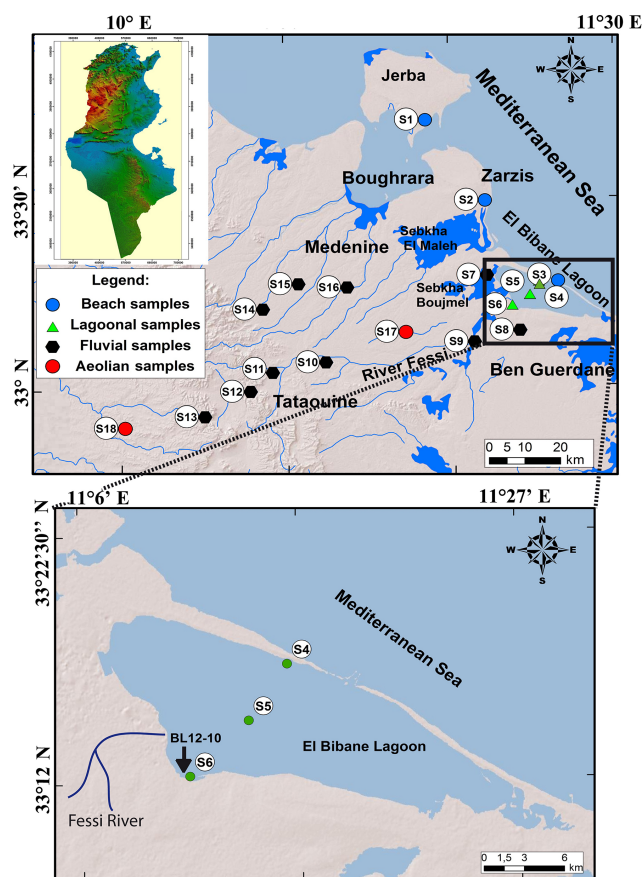 10° E
11°30' E
Jerba
Mediterranean Sea
N
W
E
S
S1
Boughrara
Zarzis
S2
33°30' N
Medenine
Sebkha
El Maleh
El Bibane Lagoon
Legend:
Beach samples
Lagoonal samples
Fluvial samples
Aeolian samples
S15
S16
S14
S7
Sebkha
Boujmel
S5
S3
S4
S6
S8
S17
S9
River Fessi
Ben Guerdane
S10
S11
S12
Tataouine
S13
S18
33° N
0 5 10 20
km
11°6’ E
11°27’ E
33°22’30’’ N
N
W
E
S
Mediterranean Sea
S4
S5
BL12-10
El Bibane Lagoon
S6
33°12 N
Fessi River
0 1,5 3 6
km